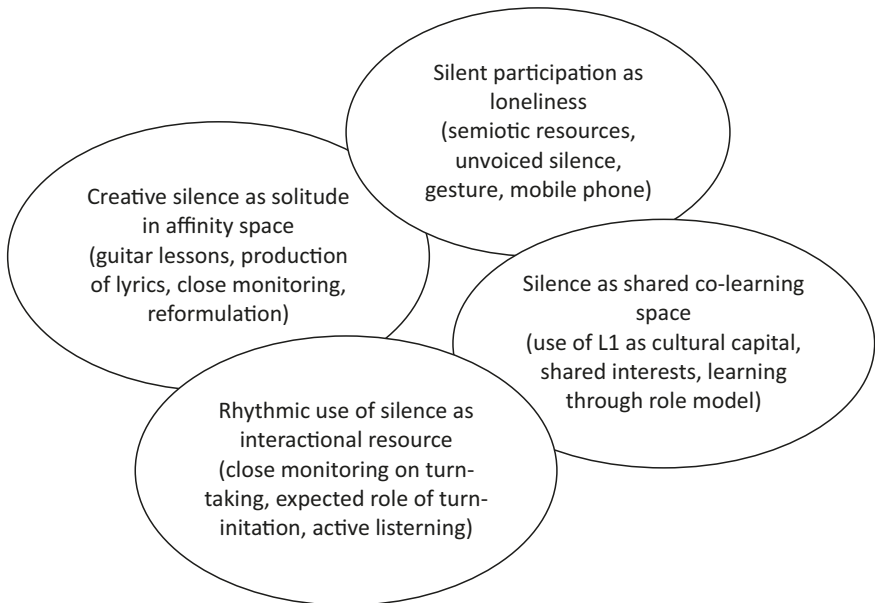 Silent participation as
loneliness
(semiotic resources,
unvoiced silence,
gesture, mobile phone)
Creative silence as solitude
in affinity space
(guitar lessons, production
of lyrics, close monitoring,
reformulation)
Silence as shared co-learning
space
(use of L1 as cultural capital,
shared interests, learning
through role model)
Rhythmic use of silence as
interactional resource
(close monitoring on turn-
taking, expected role of turn-
initation, active listerning)